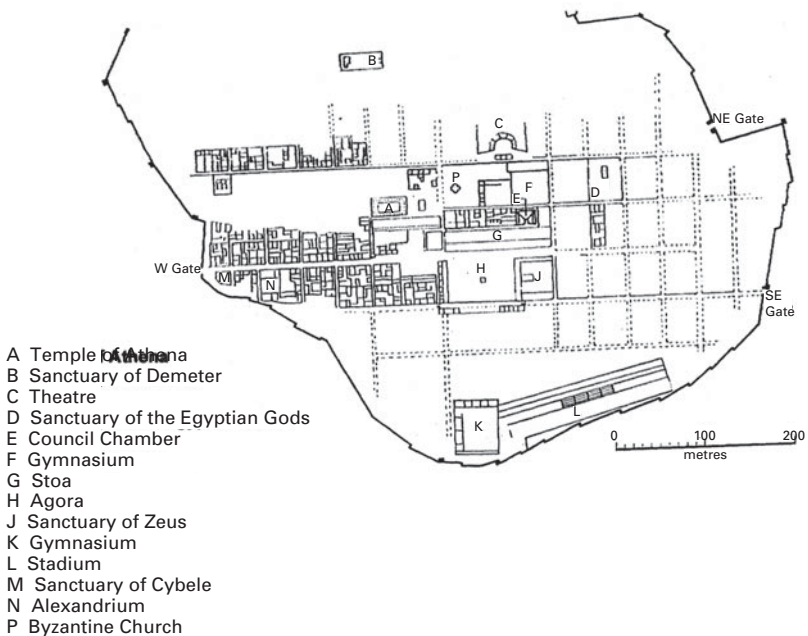 B
C
NE Gate
P
F
D
E
A
G
W Gate
M
N
H
J
SE
Gate
K
L
0 100 200
metres
A Temple of Athena
B Sanctuary of Demeter
C Theatre
D Sanctuary of the Egyptian Gods
E Council Chamber
F Gymnasium
G Stoa
H Agora
J Sanctuary of Zeus
K Gymnasium
L Stadium
M Sanctuary of Cybele
N Alexandrium
P Byzantine Church